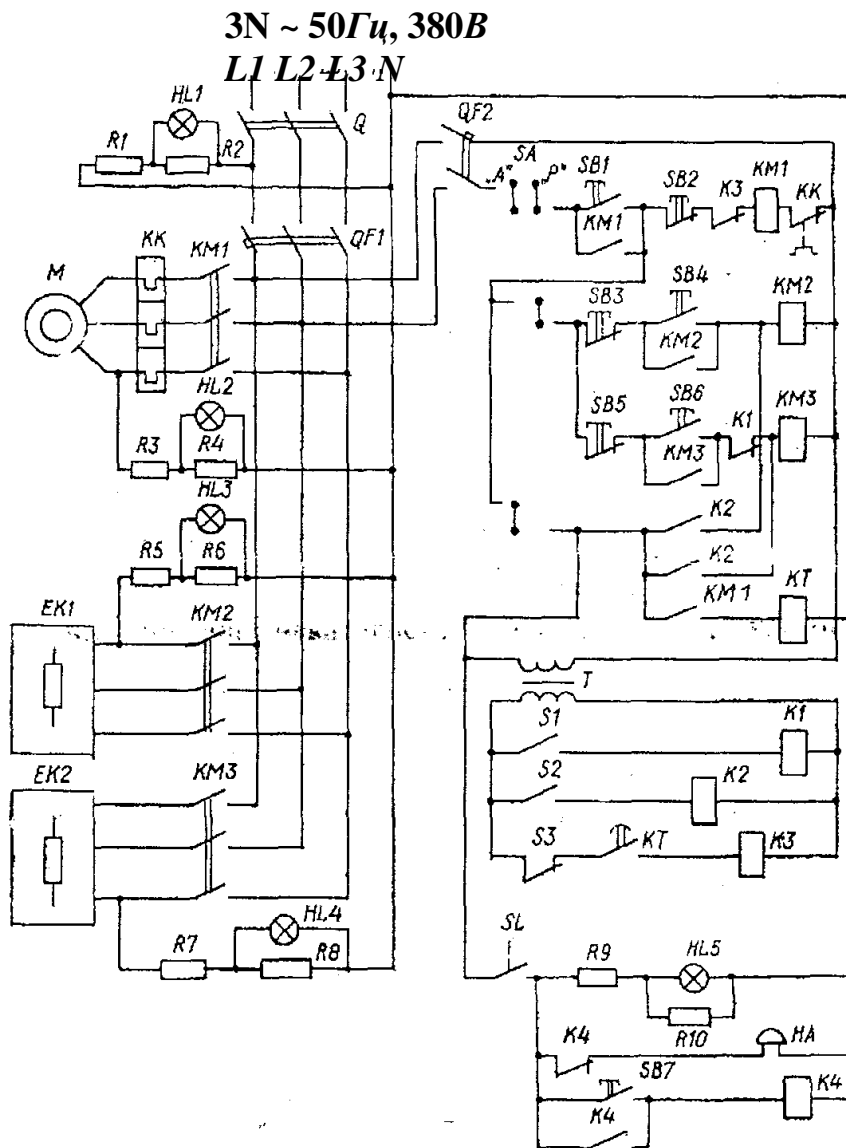 3N ~ 50Гц, 380В
L1 L2 L3 N
HL1
Q
R1
R2
QF2
SA
„А"
„Р"
SB1
SB2
K3
KM1
KK
KM1
QF1
KK
KM1
M
SB3
SB4
KM2
KM2
HL2
R3
R4
SB5
SB6
K1
KM3
KM3
HL3
R5
R6
K2
K2
KM1
KT
EK1
KM2
T
S1
K1
S2
K2
EK2
KM3
S3
KT
K3
HL4
R7
R8
SL
R9
HL5
R10
K4
HA
SB7
K4
K4